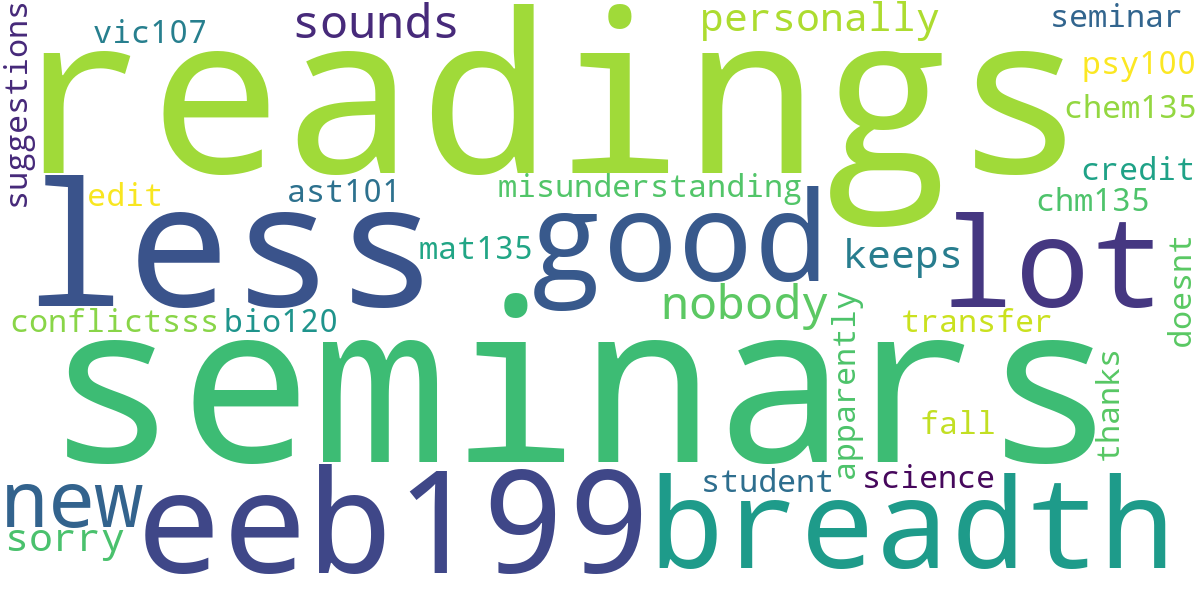 suggestions
vic107
sounds
personally
seminar
readings
psy100
chem135
credit
less
edit
ast101
misunderstanding
chm135
good
lot
mat135
keeps
doesnt
conflictsss
bio120
nobody
apparently
transfer
seminars
thanks
fall
new
sorry
eeb199
student
science
breadth